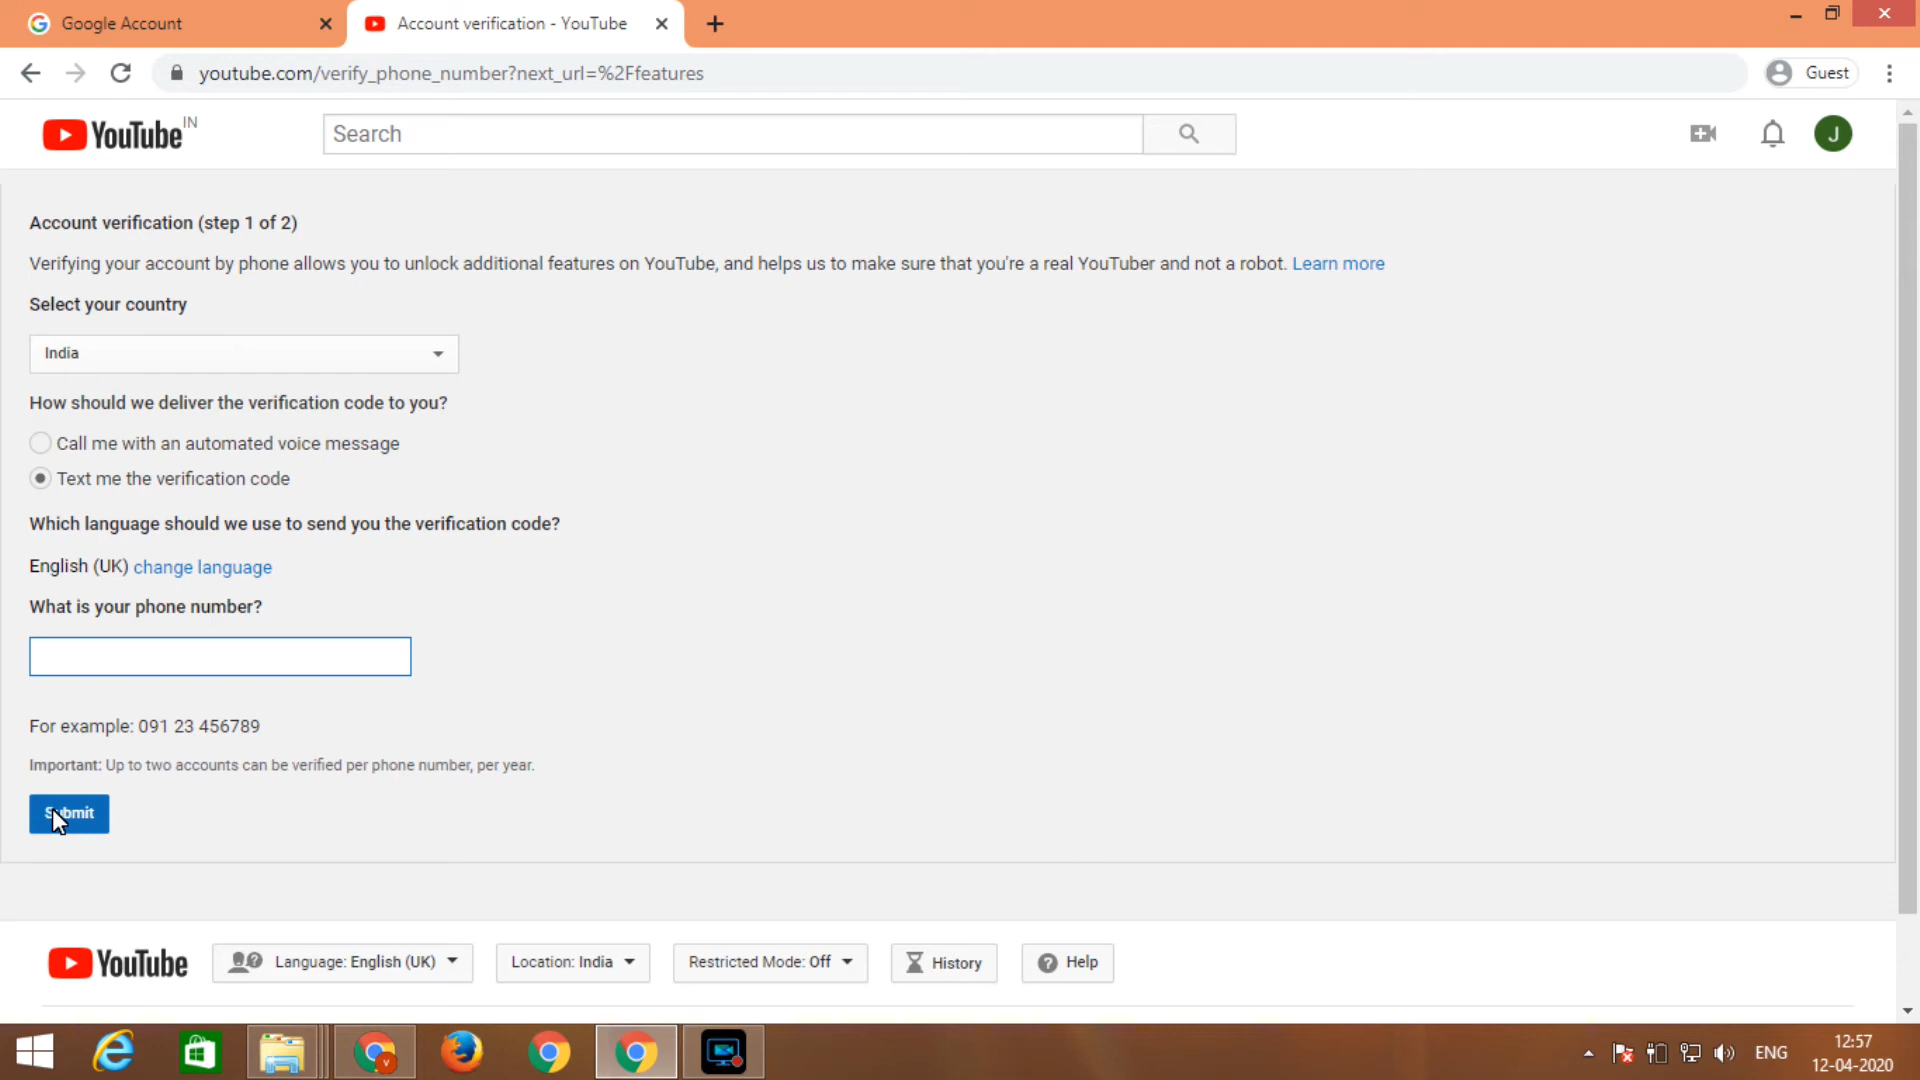 Google Account
Account verification - YouTube
youtube.com/verify_phone_number?next_url=%2Ffeatures
Guest
YouTube IN
Search
J
Account verification (step 1 of 2)
Verifying your account by phone allows you to unlock additional features on YouTube, and helps us to make sure that you're a real YouTuber and not a robot. Learn more
Select your country
India
How should we deliver the verification code to you?
Call me with an automated voice message
Text me the verification code
Which language should we use to send you the verification code?
English (UK) change language
What is your phone number?
For example: 091 23 456789
Important: Up to two accounts can be verified per phone number, per year.
Submit
YouTube
Language: English (UK)
Location: India
Restricted Mode: Off
History
Help
V
ENG
12:57
12-04-2020